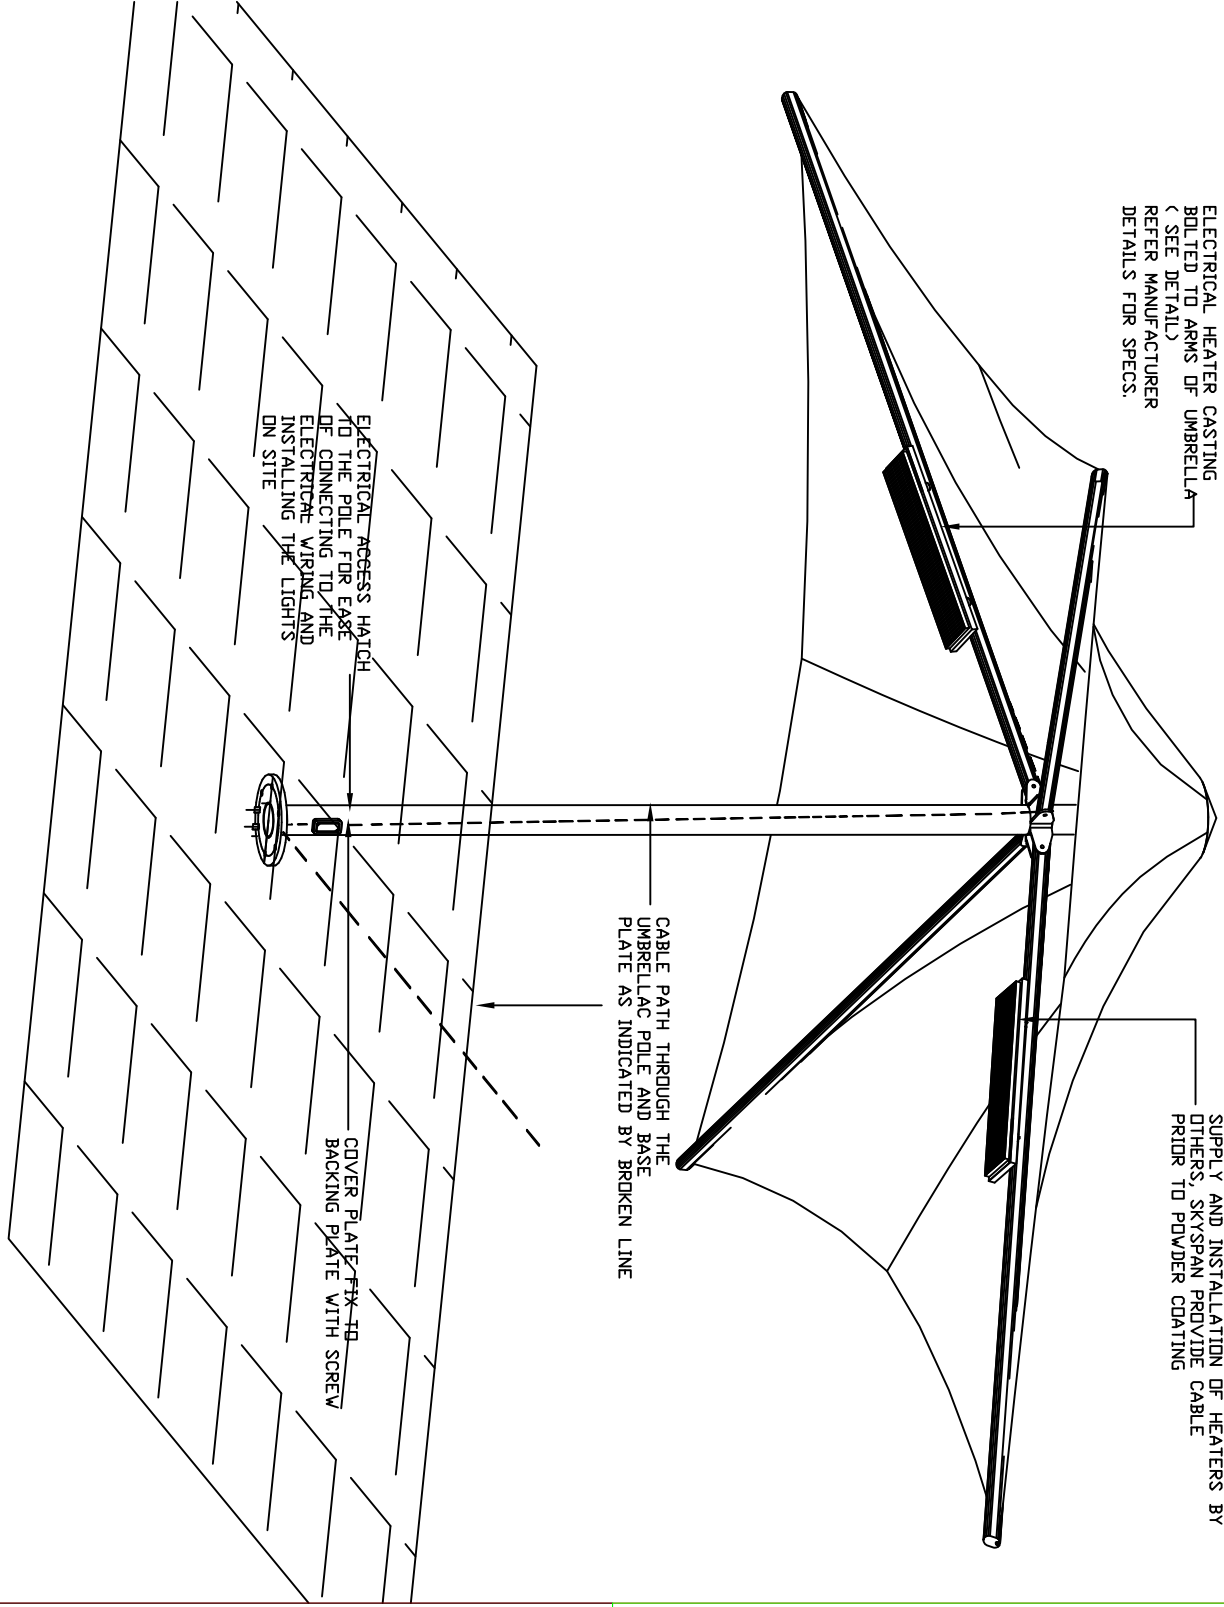 ELECTRICAL HEATER CASTING
BOLTED TO ARMS OF UMBRELLA
( SEE DETAIL)
REFER MANUFACTURER
DETAILS FOR SPECS.
SUPPLY AND INSTALLATION OF HEATERS BY
OTHERS, SKYSPAN PROVIDE CABLE
PRIOR TO POWDER COATING
CABLE PATH THROUGH THE
UMBRELLAC POLE AND BASE
PLATE AS INDICATED BY BROKEN LINE
ELECTRICAL ACCESS HATCH
TO THE POLE FOR EASE
OF CONNECTING TO THE
ELECTRICAL WIRING AND
INSTALLING THE LIGHTS
ON SITE
COVER PLATE FIX TO
BACKING PLATE WITH SCREW